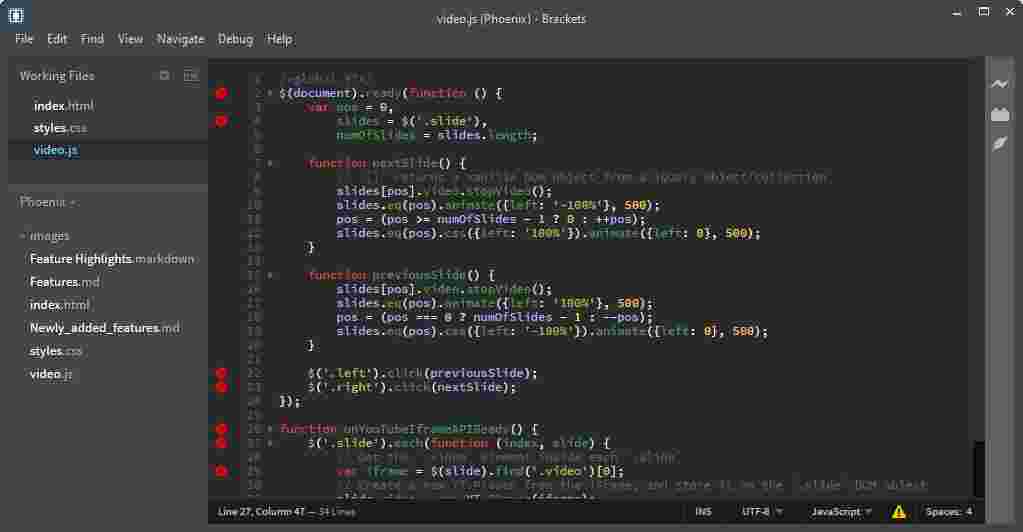 video.js (Phoenix) - Brackets
File Edit Find View Navigate Debug Help
Working Files
index.html
styles.css
video.js
Phoenix
images
Feature Highlights.markdown
Features.md
index.html
Newly_added_features.md
styles.css
video.js
1 /*global $*/
2 $(document).ready(function () {
3 var pos = 0,
4 slides = $('.slide'),
5 numOfSlides = slides.length;
6
7 function nextSlide() {
8 // returns a vanilla DOM object from a jQuery object/collection
9 slides[pos].video.stopVideo();
10 slides.eq(pos).animate({left: '-100%'}, 500);
11 pos = (pos >= numOfSlides - 1 ? 0 : ++pos);
12 slides.eq(pos).css({left: '100%'}).animate({left: 0}, 500);
13 }
14
15 function previousSlide() {
16 slides[pos].video.stopVideo();
17 slides.eq(pos).animate({left: '100%'}, 500);
18 pos = (pos === 0 ? numOfSlides - 1 : --pos);
19 slides.eq(pos).css({left: '-100%'}).animate({left: 0}, 500);
20 }
21
22 $('.left').click(previousSlide);
23 $('.right').click(nextSlide);
24 });
25
26 function onYouTubeIframeAPIReady() {
27 $('.slide').each(function (index, slide) {
28 // Get the .video element inside each .slide
29 var iframe = $(slide).find('.video')[0];
30 // Create a new YT.Player from the iFrame, and store it on the .slide DOM object
Line 27, Column 47 — 34 Lines
INS UTF-8 JavaScript Spaces: 4